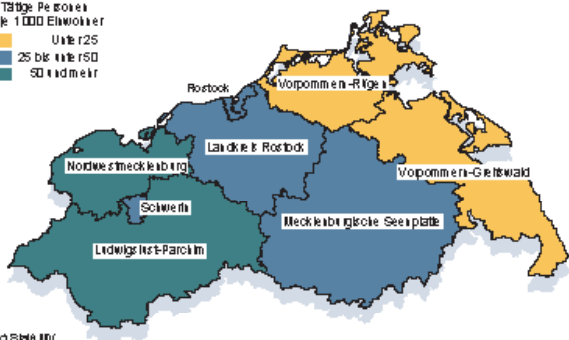 Tätige Personen
je 1 000 Einwohner
Unter 25
25 bis unter 50
50 und mehr
Rostock
Vorpommern-Rügen
Landkreis Rostock
Nordwestmecklenburg
Vorpommern-Greifswald
Schwerin
Mecklenburgische Seenplatte
Ludwigslust-Parchim